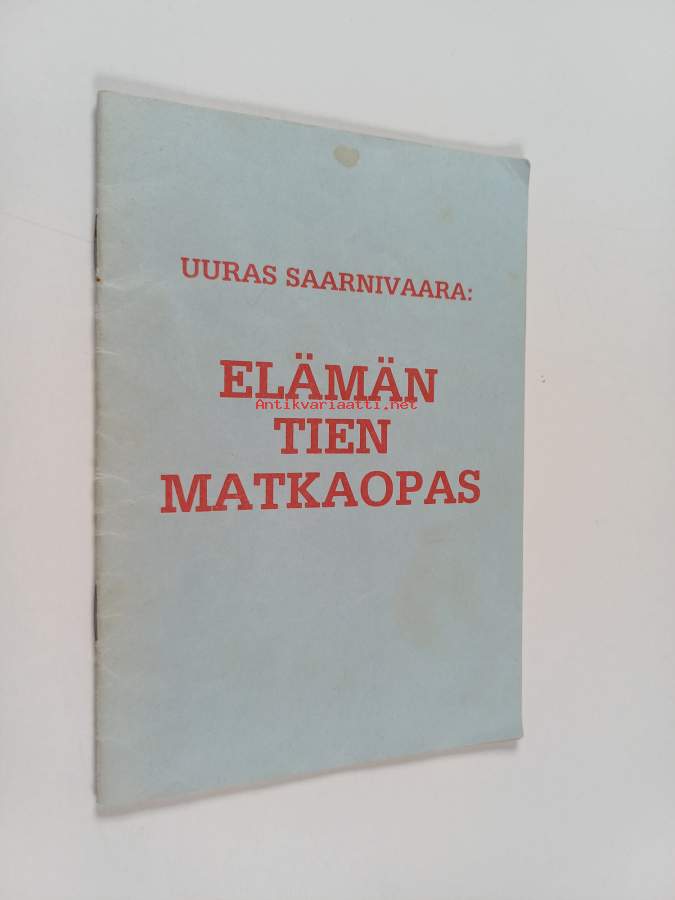 UURAS SAARNIVAARA:
ELÄMÄN
Antikvariaatti.net
TIEN
MATKAOPAS